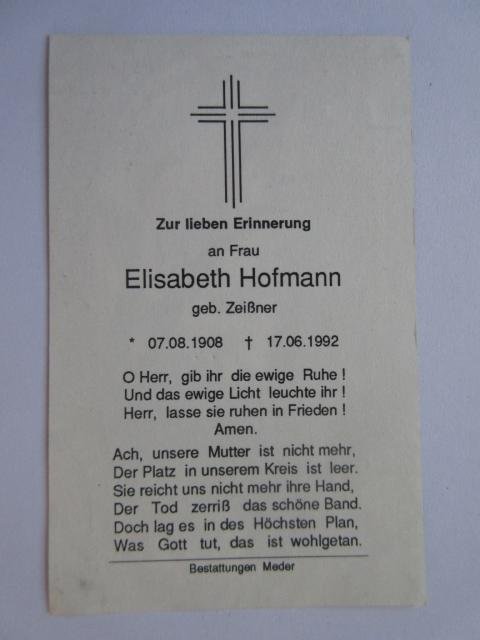 Zur lieben Erinnerung
an Frau
Elisabeth Hofmann
geb. Zeißner
* 07.08.1908 † 17.06.1992
O Herr, gib ihr die ewige Ruhe !
Und das ewige Licht leuchte ihr !
Herr, lasse sie ruhen in Frieden !
Amen.
Ach, unsere Mutter ist nicht mehr,
Der Platz in unserem Kreis ist leer.
Sie reicht uns nicht mehr ihre Hand,
Der Tod zerriß das schöne Band.
Doch lag es in des Höchsten Plan,
Was Gott tut, das ist wohlgetan.
Bestattungen Meder